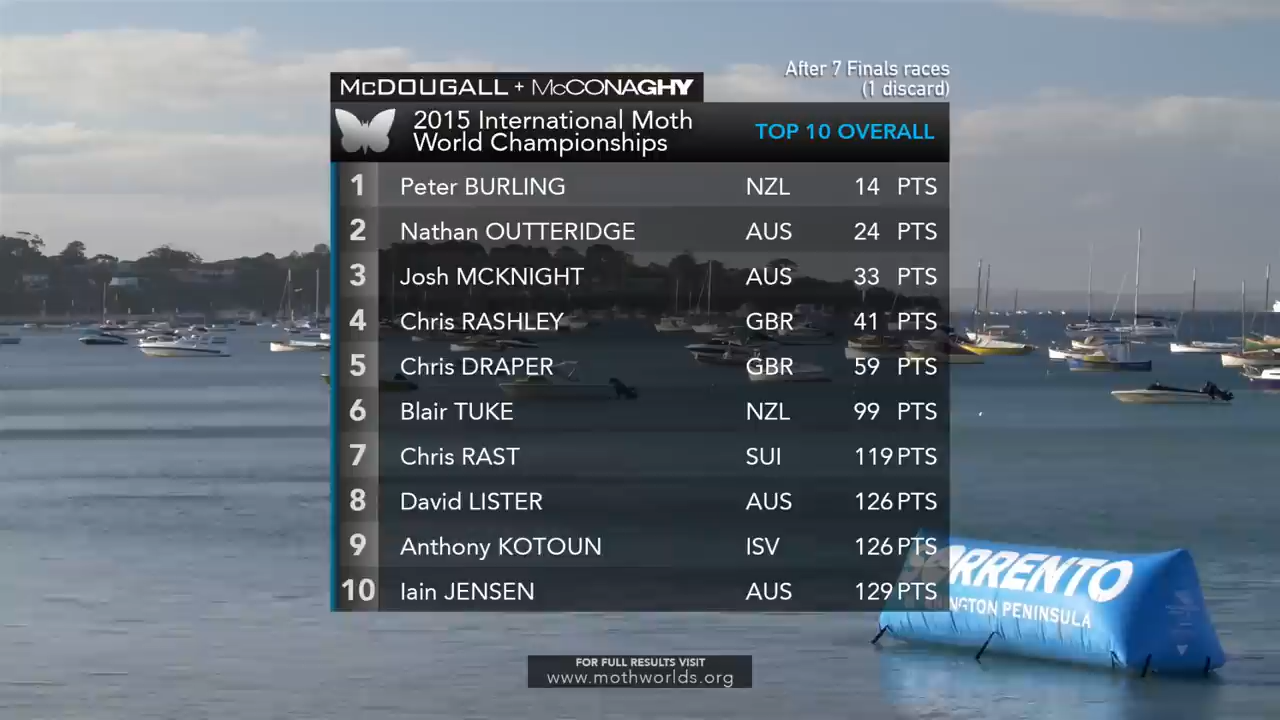 After 7 Finals races
(1 discard)
McDOUGALL + McCONAGHY
2015 International Moth
World Championships
TOP 10 OVERALL
1 Peter BURLING NZL 14 PTS
2 Nathan OUTTERIDGE AUS 24 PTS
3 Josh MCKNIGHT AUS 33 PTS
4 Chris RASHLEY GBR 41 PTS
5 Chris DRAPER GBR 59 PTS
6 Blair TUKE NZL 99 PTS
7 Chris RAST SUI 119 PTS
8 David LISTER AUS 126 PTS
9 Anthony KOTOUN ISV 126 PTS
10 Iain JENSEN AUS 129 PTS
SORRENTO
PENINSULA
FOR FULL RESULTS VISIT
www.mothworlds.org